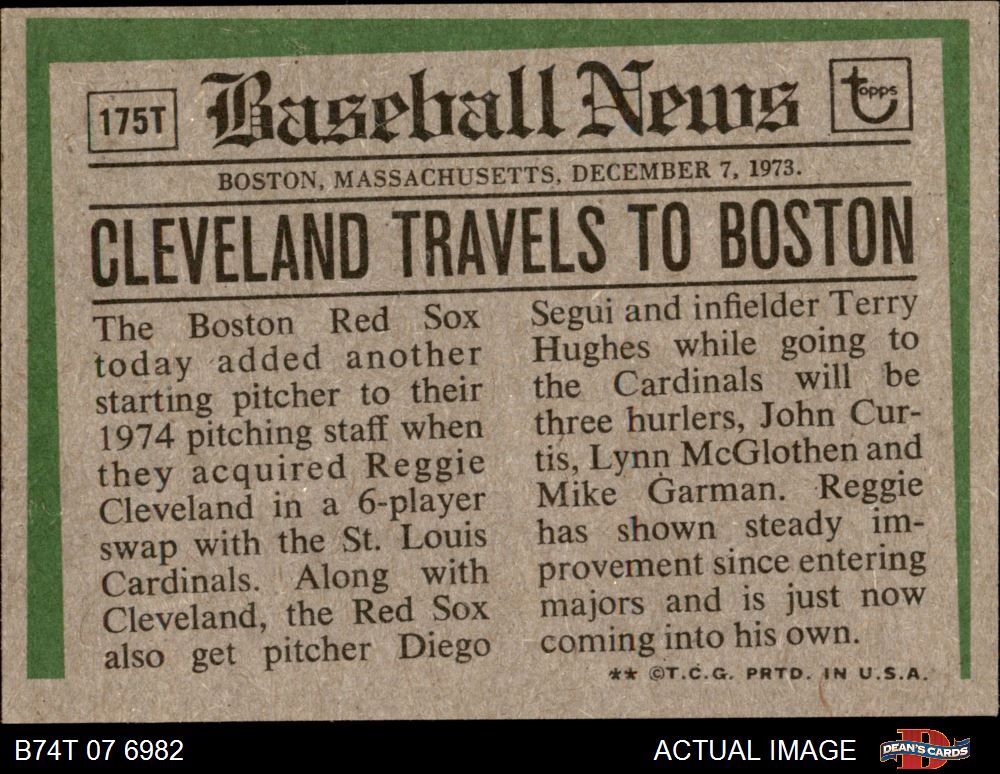 175T
Baseball News
topps
BOSTON, MASSACHUSETTS, DECEMBER 7, 1973.
CLEVELAND TRAVELS TO BOSTON
The Boston Red Sox
today added another
starting pitcher to their
1974 pitching staff when
they acquired Reggie
Cleveland in a 6-player
swap with the St. Louis
Cardinals. Along with
Cleveland, the Red Sox
also get pitcher Diego
Segui and infielder Terry
Hughes while going to
the Cardinals will be
three hurlers, John Cur-
tis, Lynn McGlothen and
Mike Garman. Reggie
has shown steady im-
provement since entering
majors and is just now
coming into his own.
** ©T.C.G. PRTD. IN U.S.A.
B74T 07 6982
ACTUAL IMAGE
DEAN'S CARDS